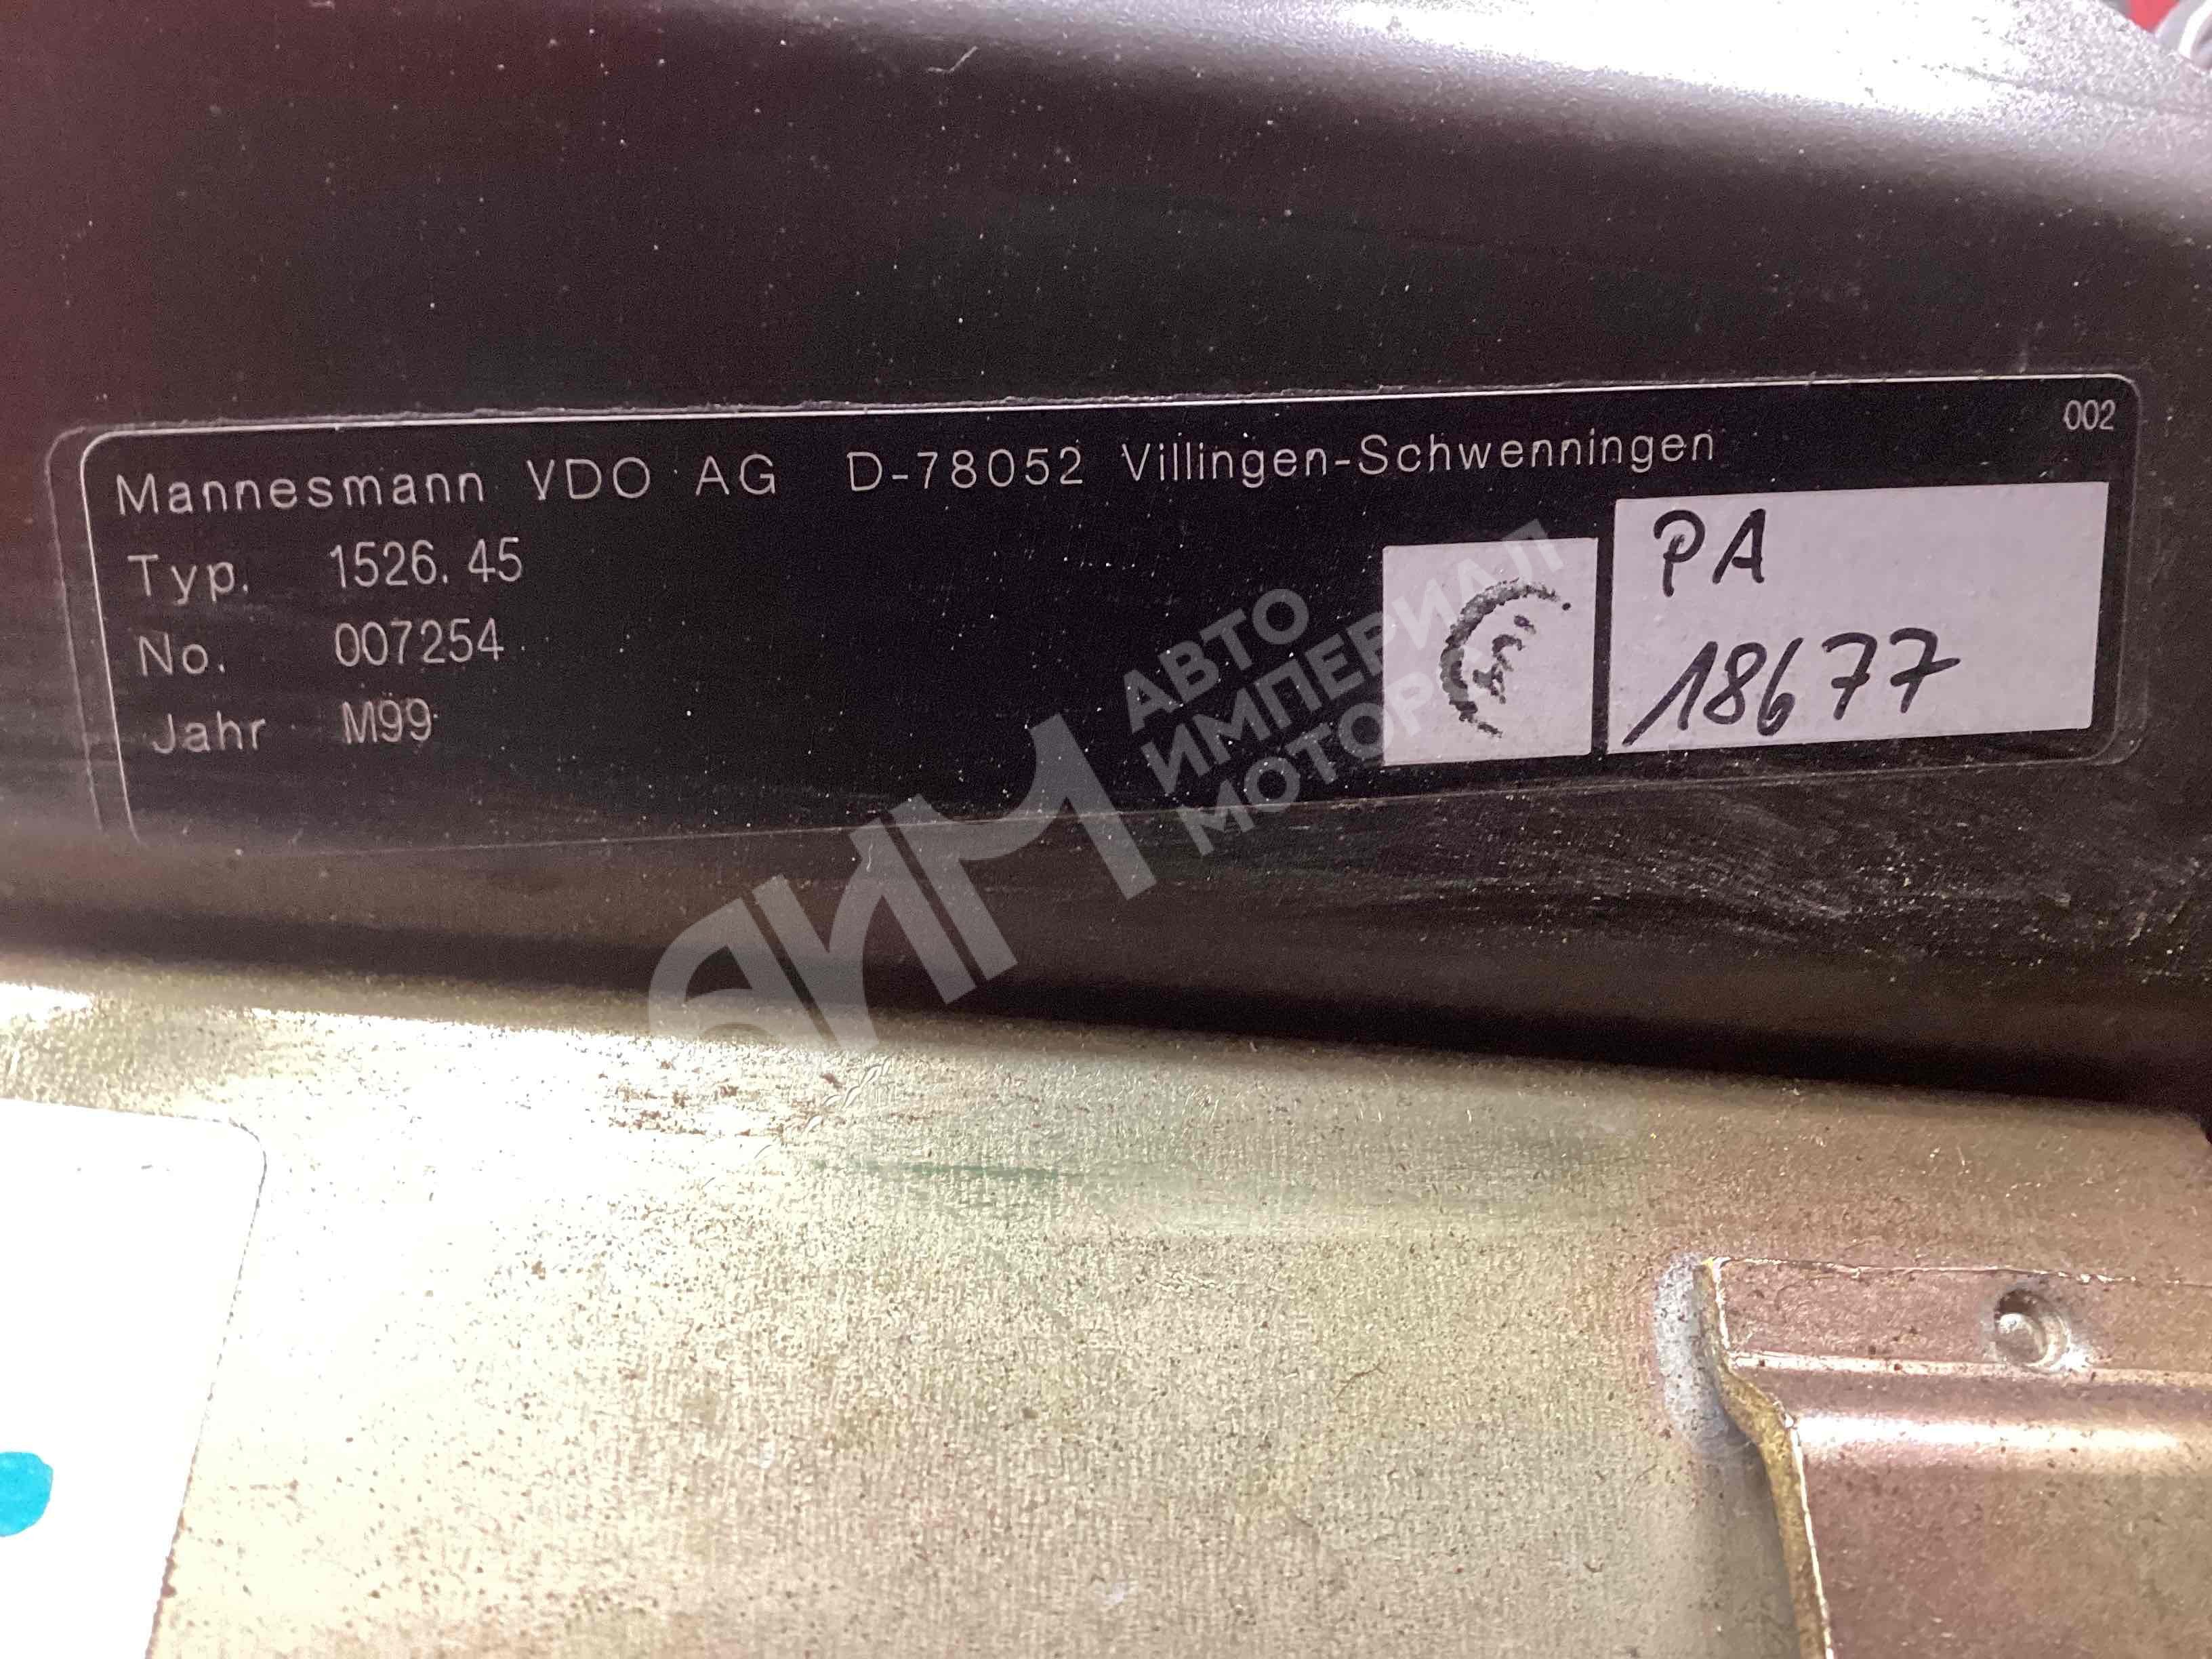 002
Mannesmann VDO AG D-78052 Villingen-Schwenningen
Typ. 1526.45
No. 007254
Jahr M99
PA
18677
АИМ
АВТО
ИМПЕРИАЛ
МОТОРС